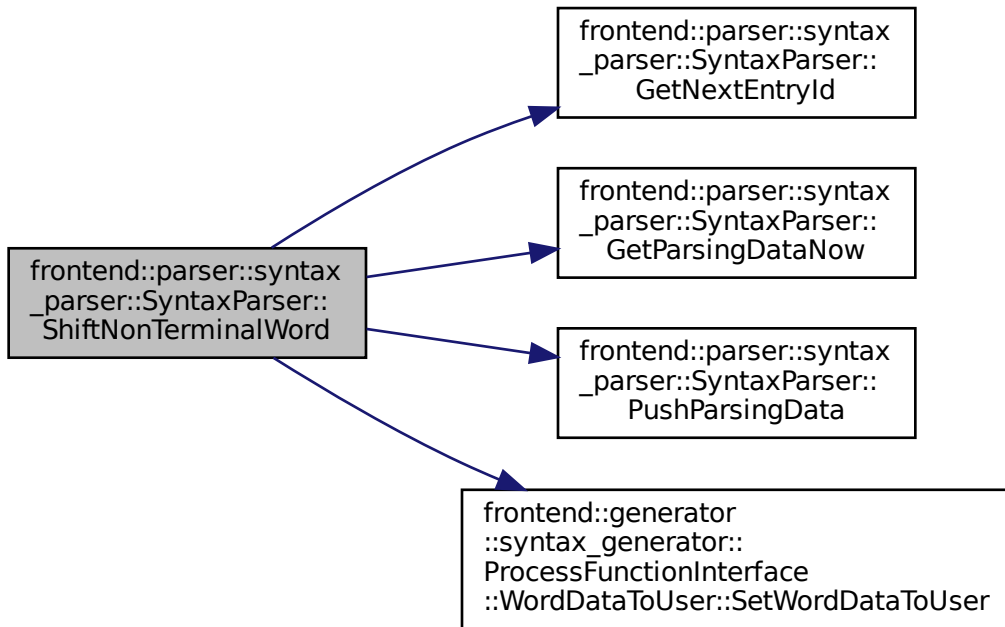 frontend::parser::syntax
_parser::SyntaxParser::
GetNextEntryId
frontend::parser::syntax
_parser::SyntaxParser::
GetParsingDataNow
frontend::parser::syntax
_parser::SyntaxParser::
ShiftNonTerminalWord
frontend::parser::syntax
_parser::SyntaxParser::
PushParsingData
frontend::generator
::syntax_generator::
ProcessFunctionInterface
::WordDataToUser::SetWordDataToUser